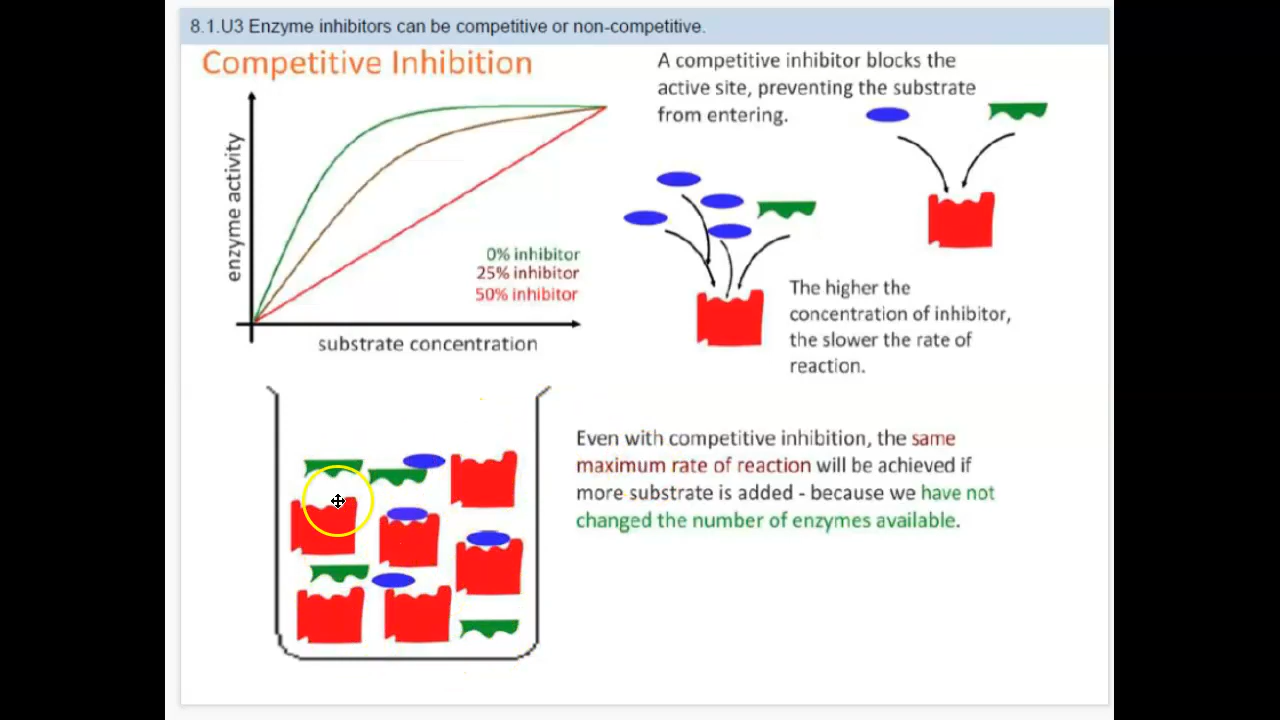 8.1.U3 Enzyme inhibitors can be competitive or non-competitive.
Competitive Inhibition
enzyme activity
0% inhibitor
25% inhibitor
50% inhibitor
substrate concentration
A competitive inhibitor blocks the
active site, preventing the substrate
from entering.
The higher the
concentration of inhibitor,
the slower the rate of
reaction.
Even with competitive inhibition, the same
maximum rate of reaction will be achieved if
more substrate is added - because we have not
changed the number of enzymes available.